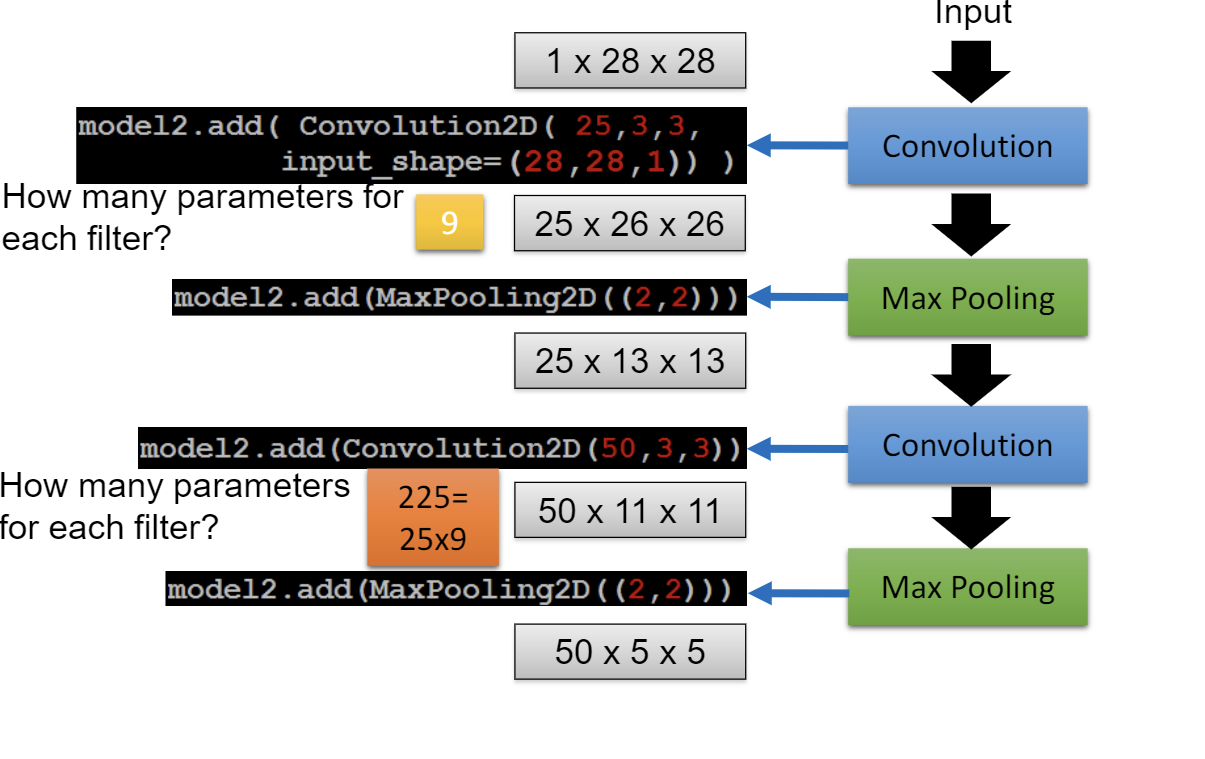 Input
1 x 28 x 28
model2.add( Convolution2D( 25,3,3,
input_shape=(28,28,1)) )
Convolution
How many parameters for
each filter?
9
25 x 26 x 26
model2.add(MaxPooling2D((2,2)))
Max Pooling
25 x 13 x 13
model2.add(Convolution2D(50,3,3))
Convolution
How many parameters
for each filter?
225=
25x9
50 x 11 x 11
model2.add(MaxPooling2D((2,2)))
Max Pooling
50 x 5 x 5